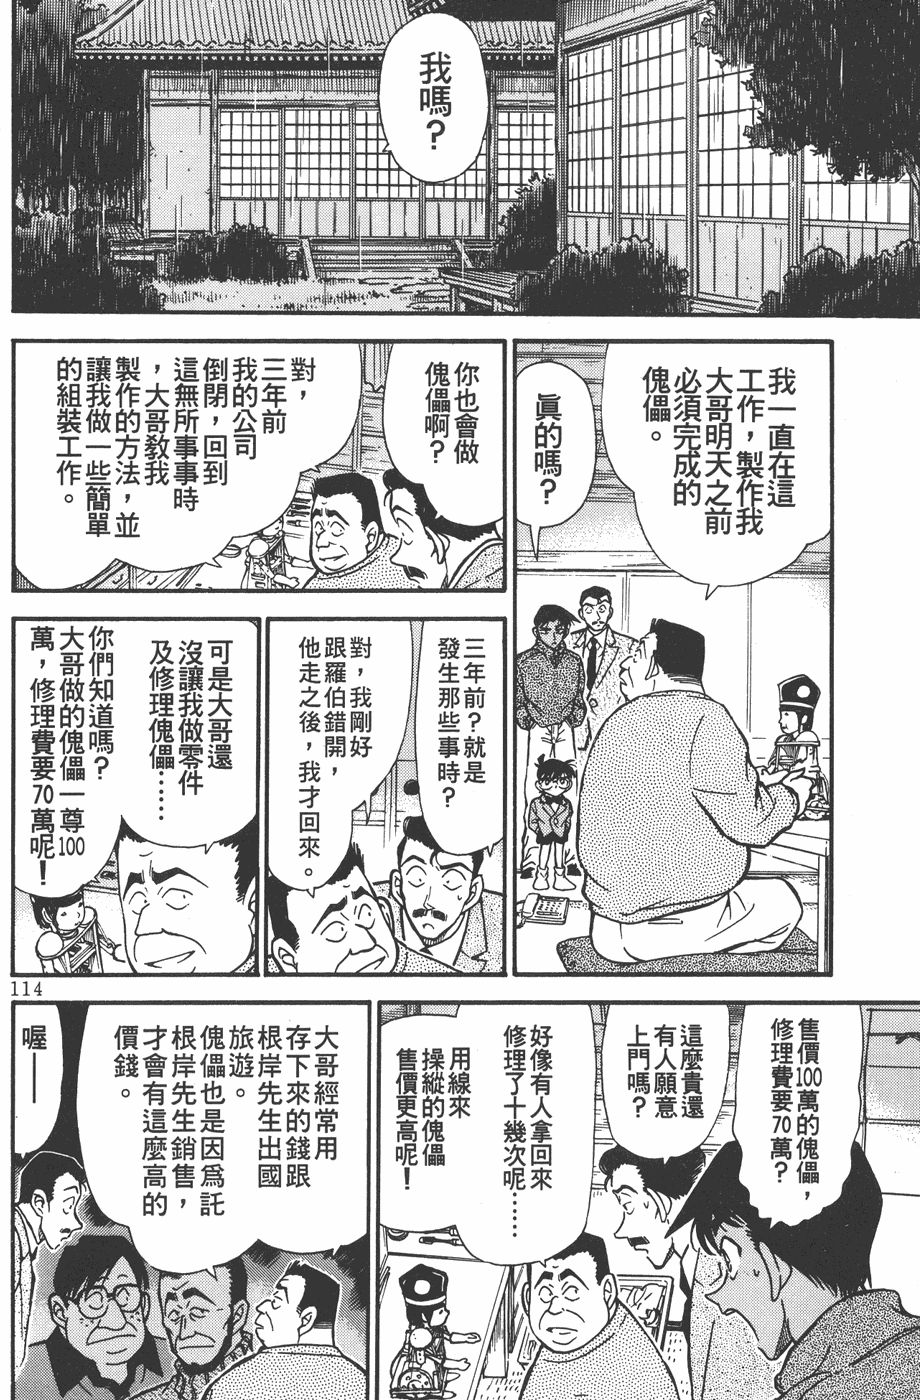 我嗎？
我一直在這
工作，製作我
大哥明天之前
必須完成的
傀儡。
眞的嗎？
你也會做
傀儡啊？
對，
三年前
我的公司
倒閉，回到
這無所事事時
，大哥教我
製作的方法，並
讓我做一些簡單
的組裝工作。
三年前？就是
發生那些事時？
對，我剛好
跟羅伯錯開，
他走之後，我才回來。
可是大哥還
沒讓我做零件
及修理傀儡……
你們知道嗎？
大哥做的傀儡一尊100
萬，修理費要70萬呢！
114
售價100萬的傀儡，
修理費要70萬？
這麼貴還
有人願意
上門嗎？
好像有人拿回來
修理了十幾次呢……
用線來
操縱的傀儡
售價更高呢！
大哥經常用
存下來的錢跟
根岸先生出國
旅遊。
傀儡也是因爲託
根岸先生銷售，
才會有這麼高的
價錢。
喔——